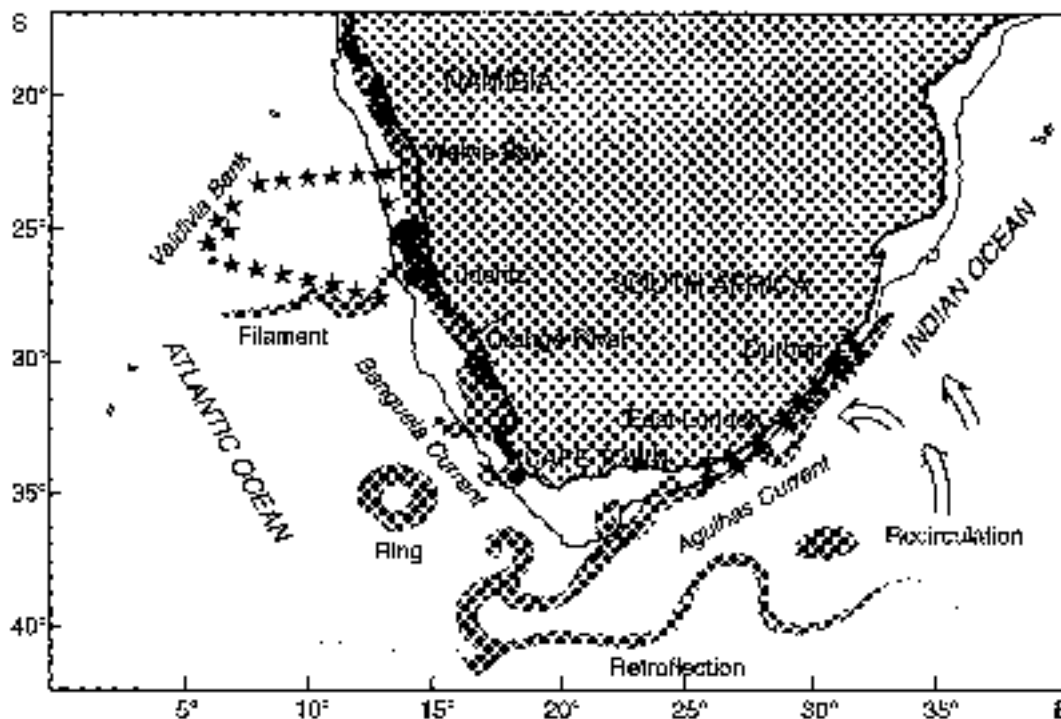 S
NAMIBIA
20°
Walvis Bay
Valdivia Bank
25°
INDIAN OCEAN
Lüderitz
SOUTH AFRICA
Filament
Orange River
Durban
30°
ATLANTIC OCEAN
Benguela Current
East London
CAPE TOWN
35°
Agulhas Current
Ring
Recirculation
40°
Retroflection
5° 10° 15° 20° 25° 30° 35° E